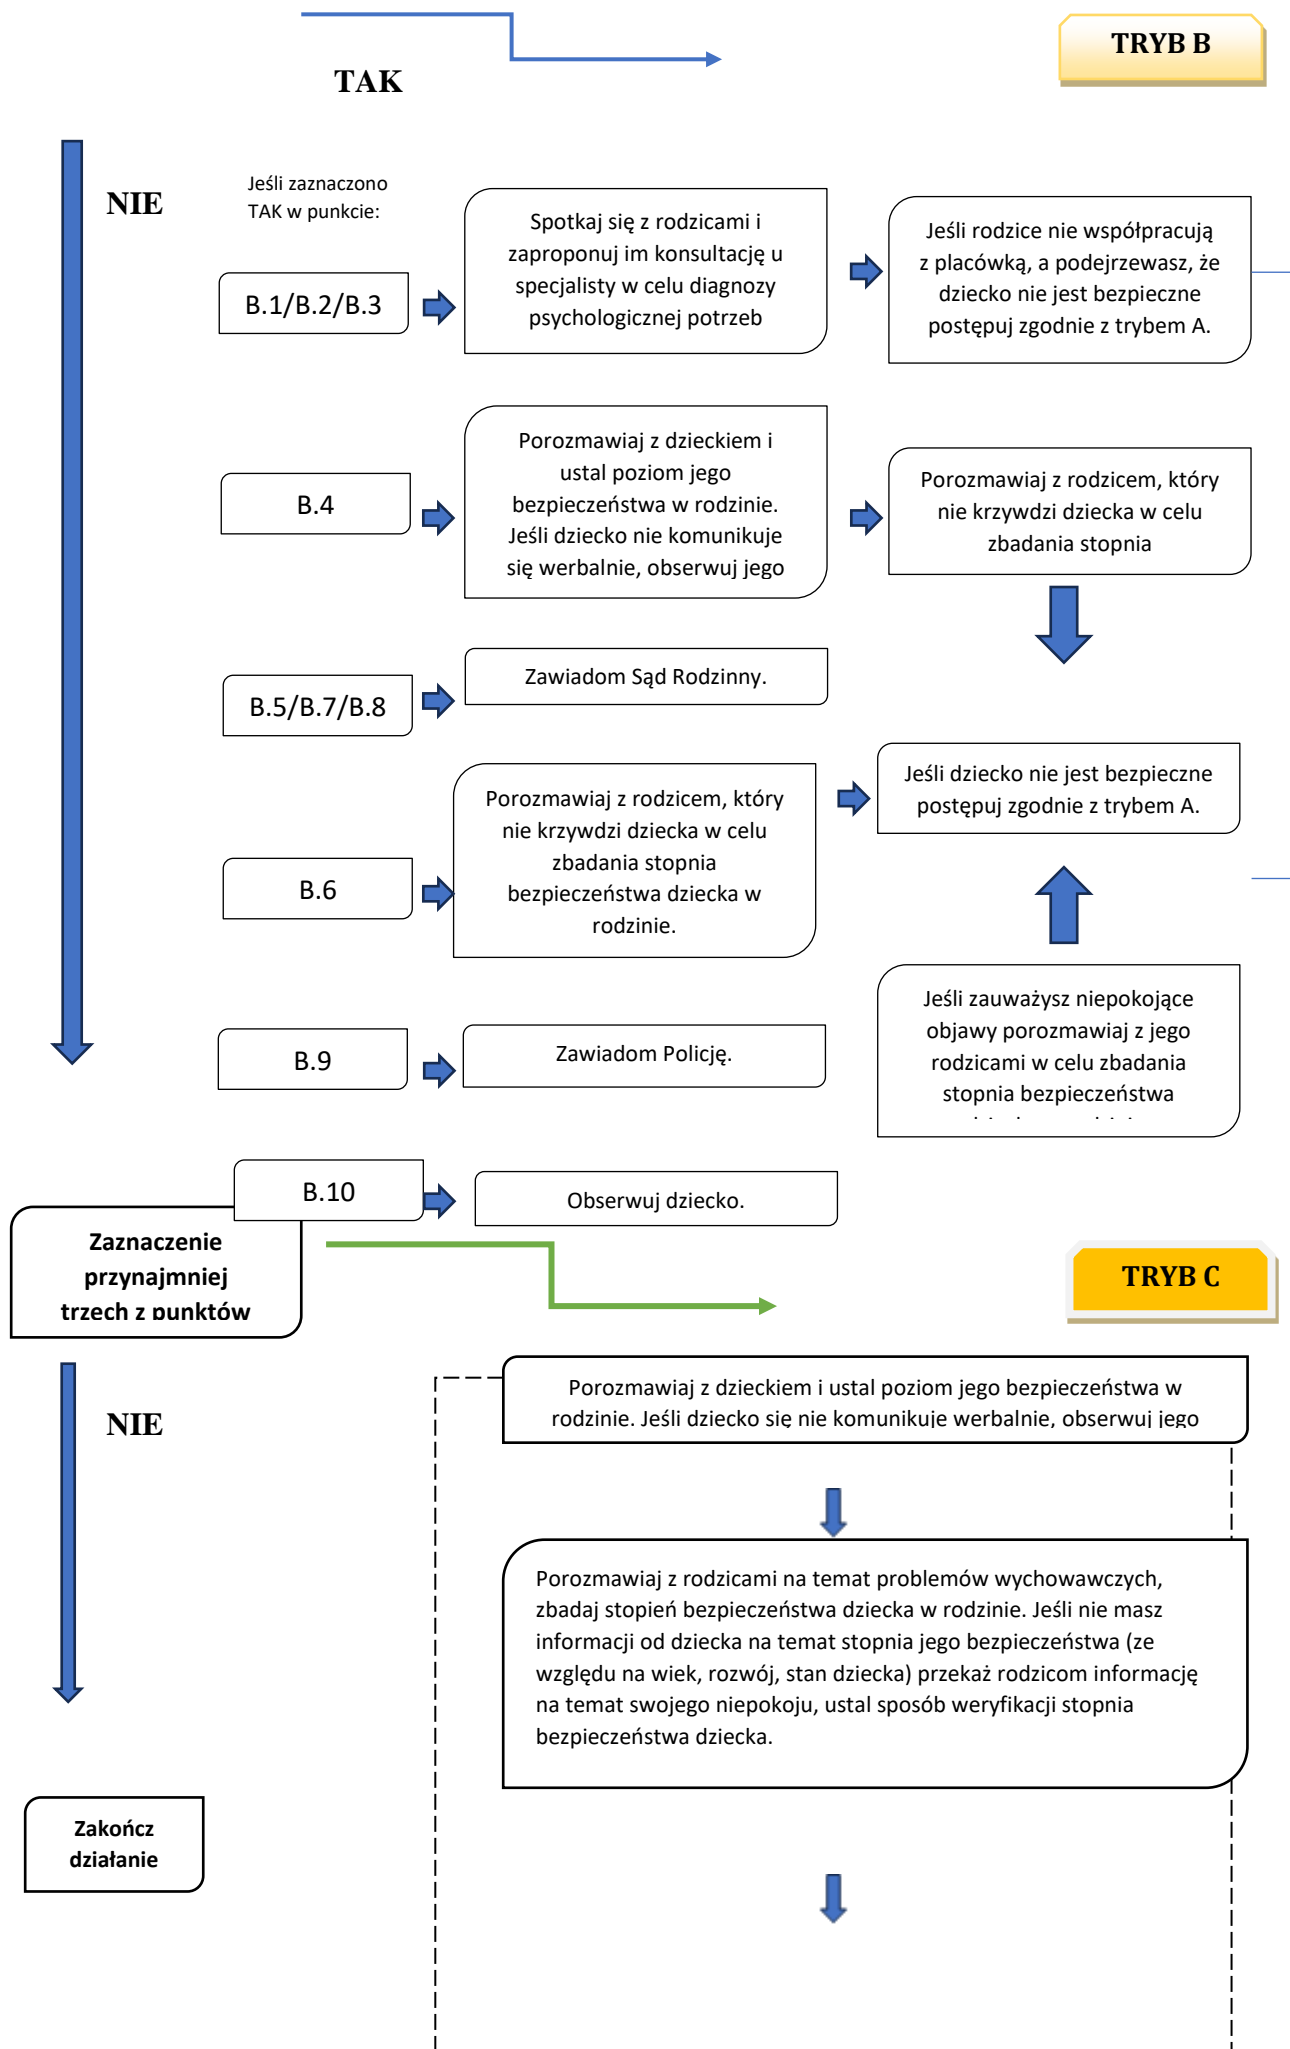 TRYB B
TAK
NIE
Jeśli zaznaczono
TAK w punkcie:
B.1/B.2/B.3
Spotkaj się z rodzicami i
zaproponuj im konsultację u
specjalisty w celu diagnozy
psychologicznej potrzeb
Jeśli rodzice nie współpracują
z placówką, a podejrzewasz, że
dziecko nie jest bezpieczne
postępuj zgodnie z trybem A.
B.4
Porozmawiaj z dzieckiem i
ustal poziom jego
bezpieczeństwa w rodzinie.
Jeśli dziecko nie komunikuje
się werbalnie, obserwuj jego
Porozmawiaj z rodzicem, który
nie krzywdzi dziecka w celu
zbadania stopnia
B.5/B.7/B.8
Zawiadom Sąd Rodzinny.
B.6
Porozmawiaj z rodzicem, który
nie krzywdzi dziecka w celu
zbadania stopnia
bezpieczeństwa dziecka w
rodzinie.
Jeśli dziecko nie jest bezpieczne
postępuj zgodnie z trybem A.
B.9
Zawiadom Policję.
Jeśli zauważysz niepokojące
objawy porozmawiaj z jego
rodzicami w celu zbadania
stopnia bezpieczeństwa
B.10
Obserwuj dziecko.
Zaznaczenie
przynajmniej
trzech z punktów
TRYB C
NIE
Porozmawiaj z dzieckiem i ustal poziom jego bezpieczeństwa w
rodzinie. Jeśli dziecko się nie komunikuje werbalnie, obserwuj jego
Porozmawiaj z rodzicami na temat problemów wychowawczych,
zbadaj stopień bezpieczeństwa dziecka w rodzinie. Jeśli nie masz
informacji od dziecka na temat stopnia jego bezpieczeństwa (ze
względu na wiek, rozwój, stan dziecka) przekaż rodzicom informację
na temat swojego niepokoju, ustal sposób weryfikacji stopnia
bezpieczeństwa dziecka.
Zakończ
działanie